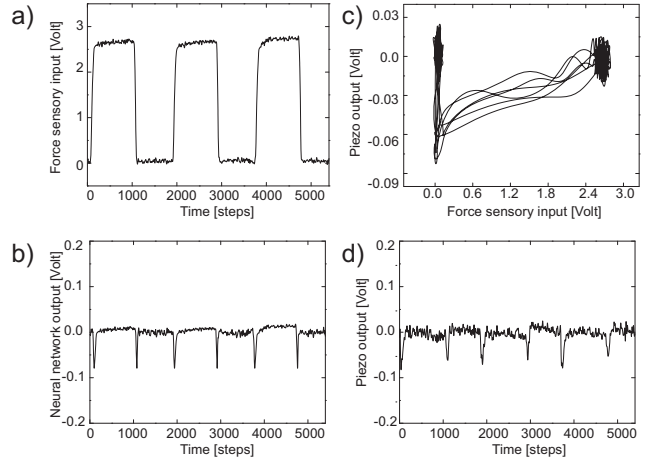 a)
Force sensory input [Volt]
3
2
1
0
0 1000 2000 3000 4000 5000
Time [steps]
c)
Piezo output [Volt]
0.03
0.0
-0.03
-0.06
-0.09
0.0 0.6 1.2 1.8 2.4 3.0
Force sensory input [Volt]
b)
Neural network output [Volt]
0.2
0.1
0.0
-0.1
-0.2
0 1000 2000 3000 4000 5000
Time [steps]
d)
Piezo output [Volt]
0.2
0.1
0.0
-0.1
-0.2
0 1000 2000 3000 4000 5000
Time [steps]